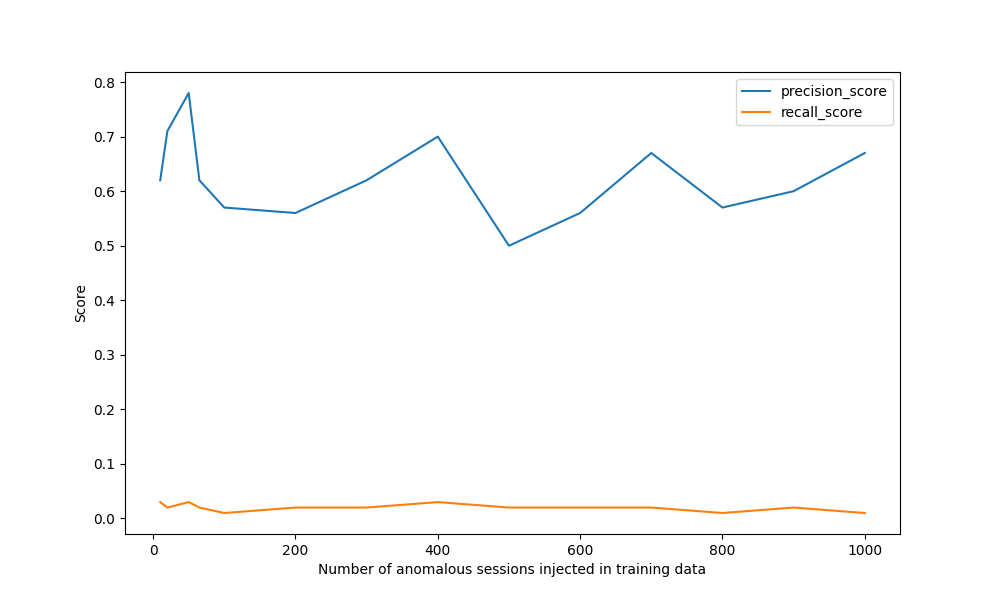 precision_score
recall_score
0.8
0.7
0.6
0.5
0.4
0.3
0.2
0.1
0.0
Score
0 200 400 600 800 1000
Number of anomalous sessions injected in training data